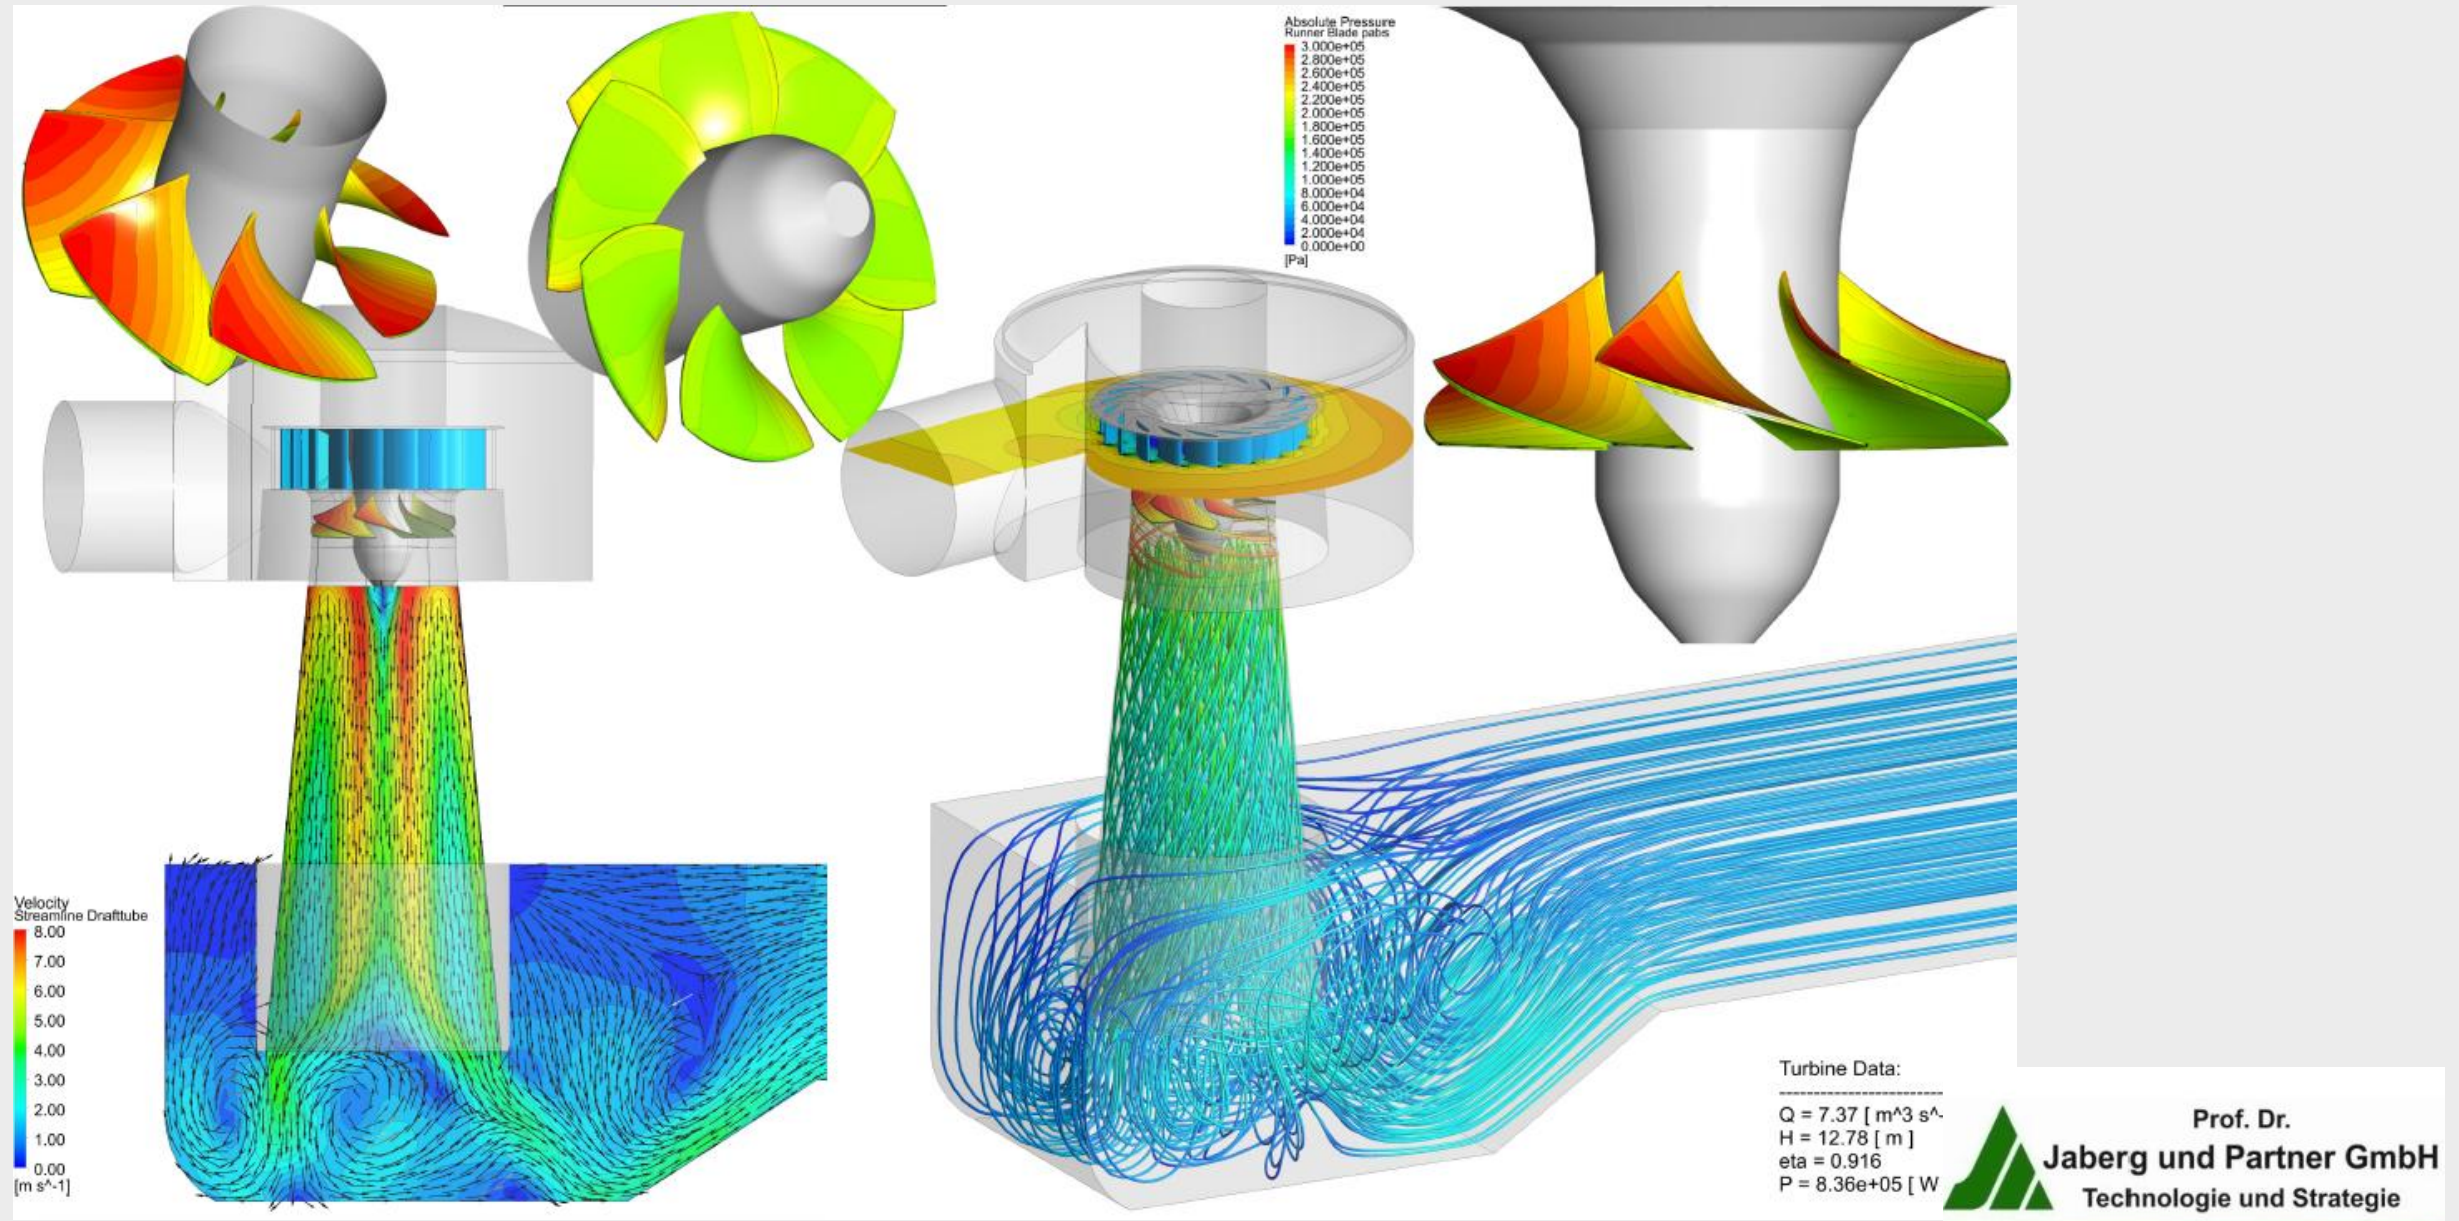 Absolute Pressure
Runner Blade pabs
3.000e+05
2.800e+05
2.600e+05
2.400e+05
2.200e+05
2.000e+05
1.800e+05
1.600e+05
1.400e+05
1.200e+05
1.000e+05
8.000e+04
6.000e+04
4.000e+04
2.000e+04
0.000e+00
[Pa]
Velocity
Streamline Drafttube
8.00
7.00
6.00
5.00
4.00
3.00
2.00
1.00
0.00
[m s^-1]
Turbine Data:
-----------------------
Q = 7.37 [ m^3 s^-
H = 12.78 [ m ]
eta = 0.916
P = 8.36e+05 [ W
Prof. Dr.
Jaberg und Partner GmbH
Technologie und Strategie